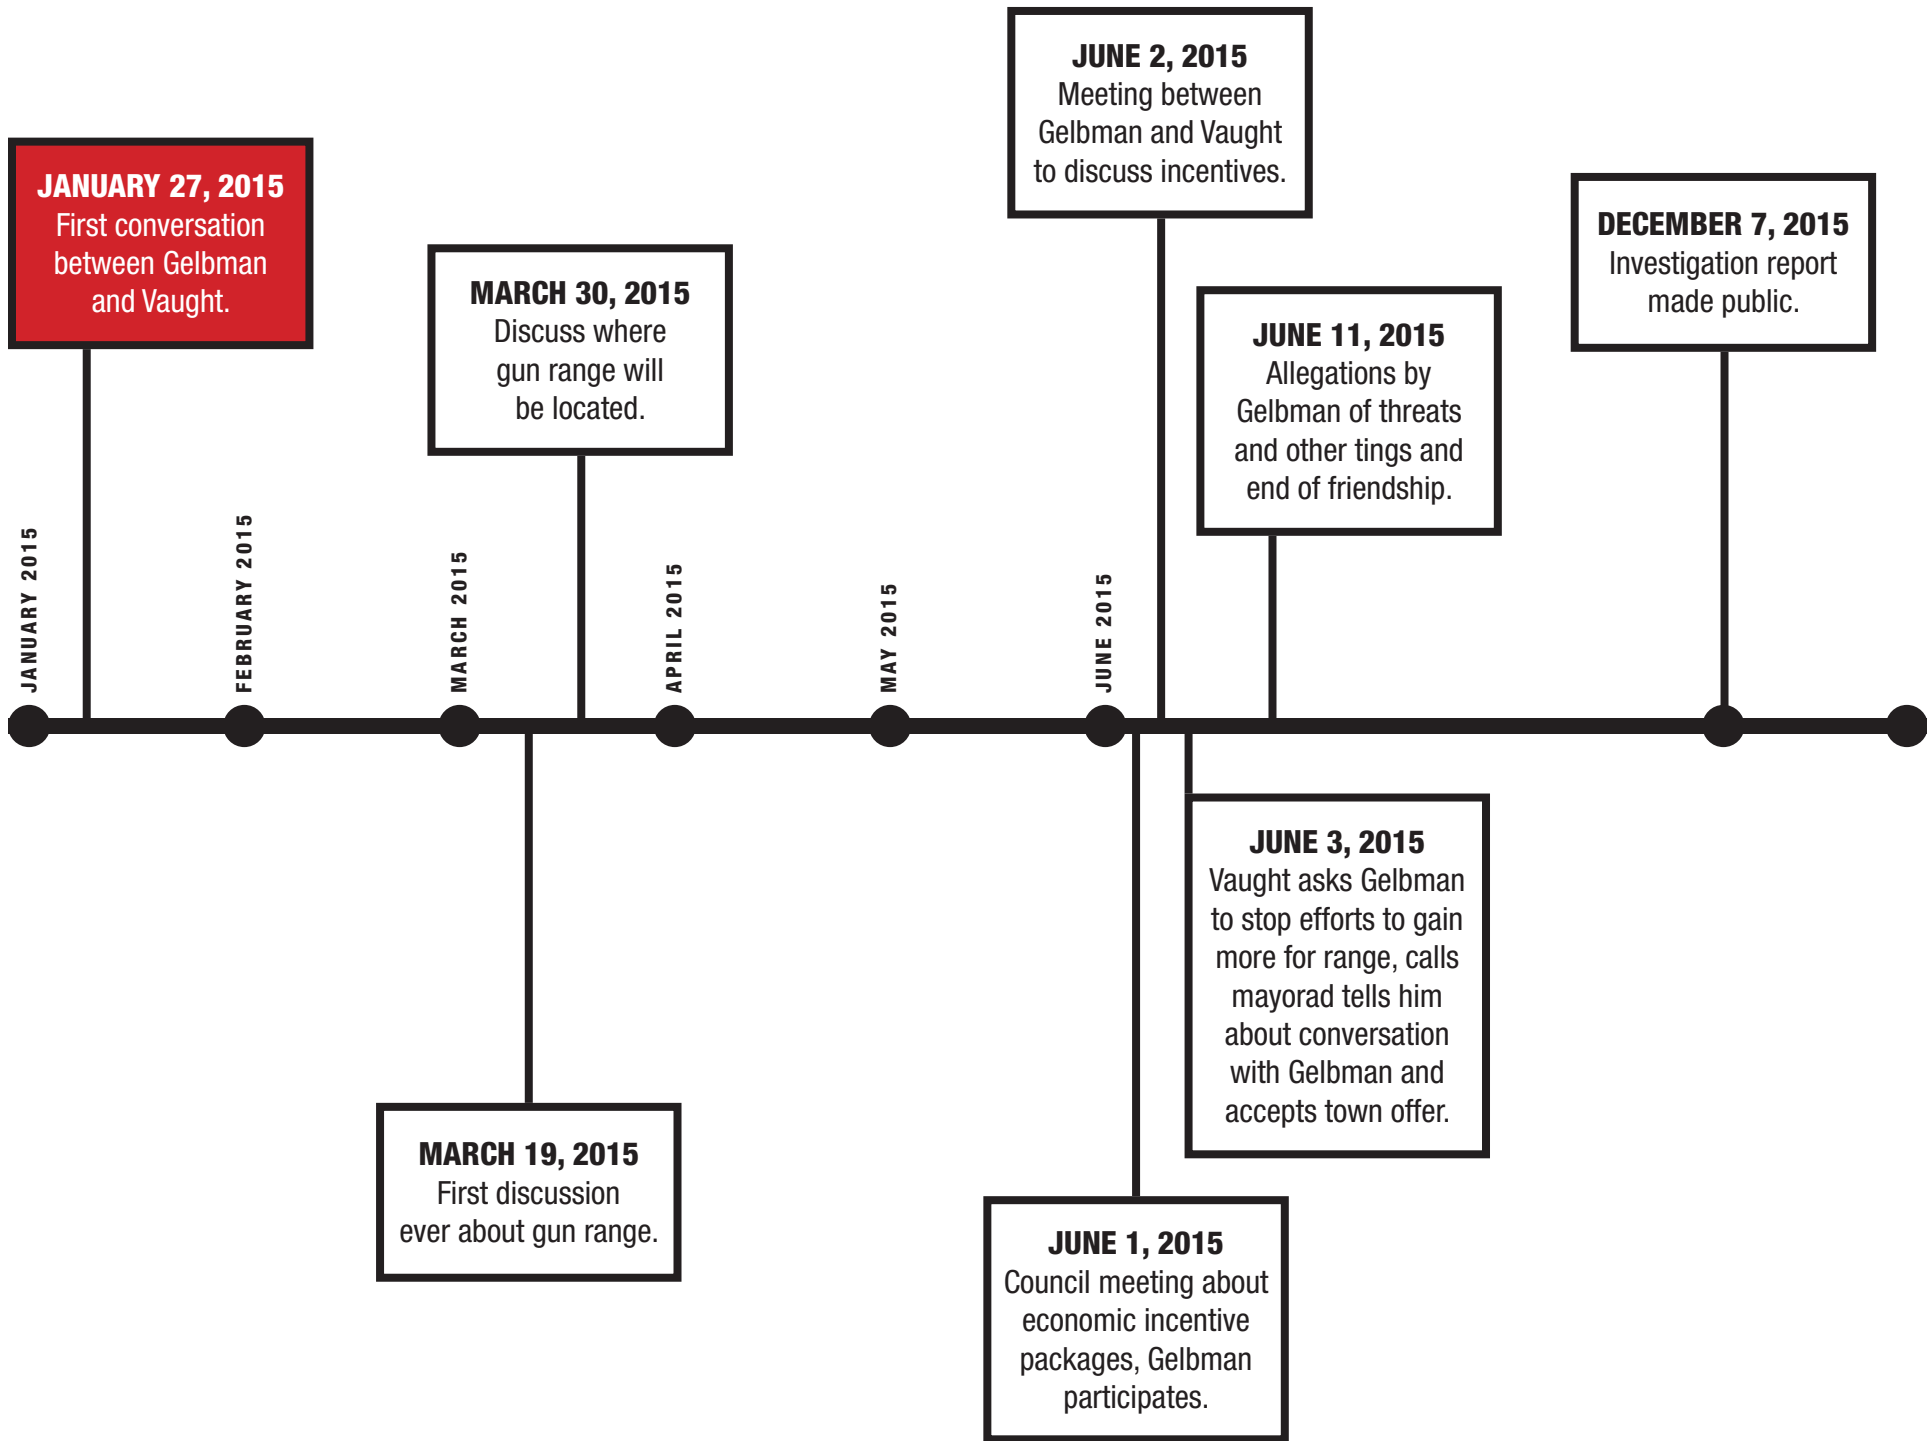 JUNE 2, 2015
Meeting between
Gelbman and Vaught
to discuss incentives.
JANUARY 27, 2015
First conversation
between Gelbman
and Vaught.
DECEMBER 7, 2015
Investigation report
made public.
MARCH 30, 2015
Discuss where
gun range will
be located.
JUNE 11, 2015
Allegations by
Gelbman of threats
and other tings and
end of friendship.
JANUARY 2015
FEBRUARY 2015
MARCH 2015
APRIL 2015
MAY 2015
JUNE 2015
JUNE 3, 2015
Vaught asks Gelbman
to stop efforts to gain
more for range, calls
mayorad tells him
about conversation
with Gelbman and
accepts town offer.
MARCH 19, 2015
First discussion
ever about gun range.
JUNE 1, 2015
Council meeting about
economic incentive
packages, Gelbman
participates.